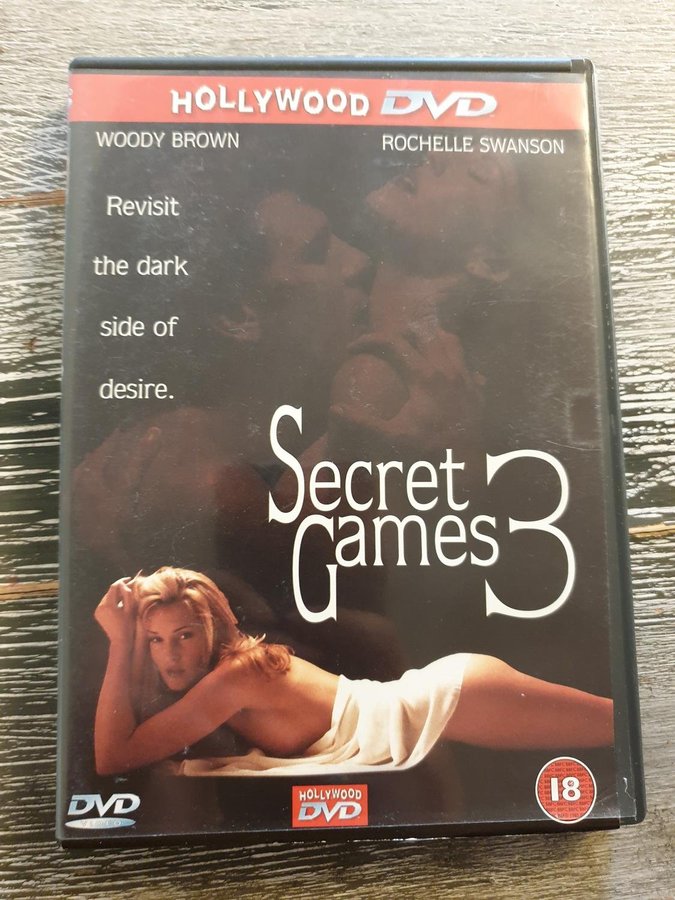 HOLLYWOOD DVD
WOODY BROWN
ROCHELLE SWANSON
Revisit
the dark
side of
desire.
Secret
Games 3
DVD
VIDEO
HOLLYWOOD
DVD
18